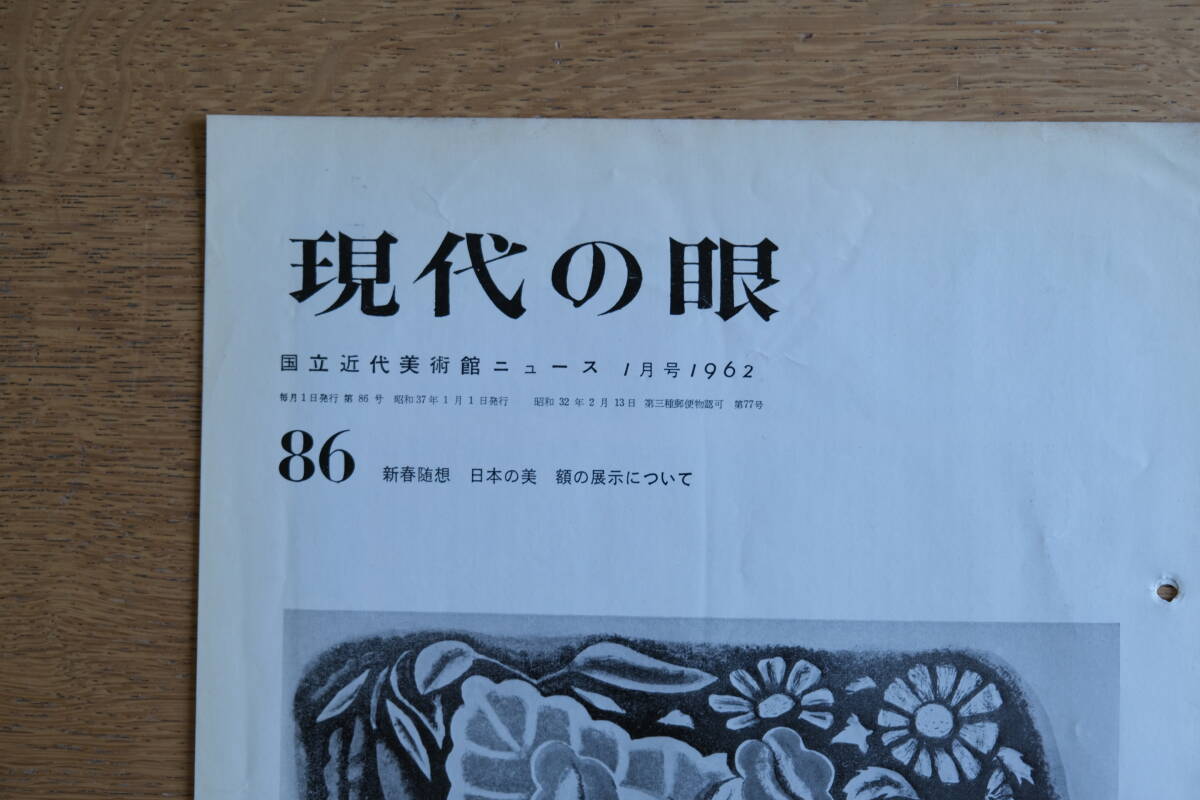 現代の眼
国立近代美術館ニュース 1月号1962
毎月1日発行 第86号 昭和37年1月1日発行 昭和32年2月13日 第三種郵便物認可 第77号
86 新春随想 日本の美 額の展示について